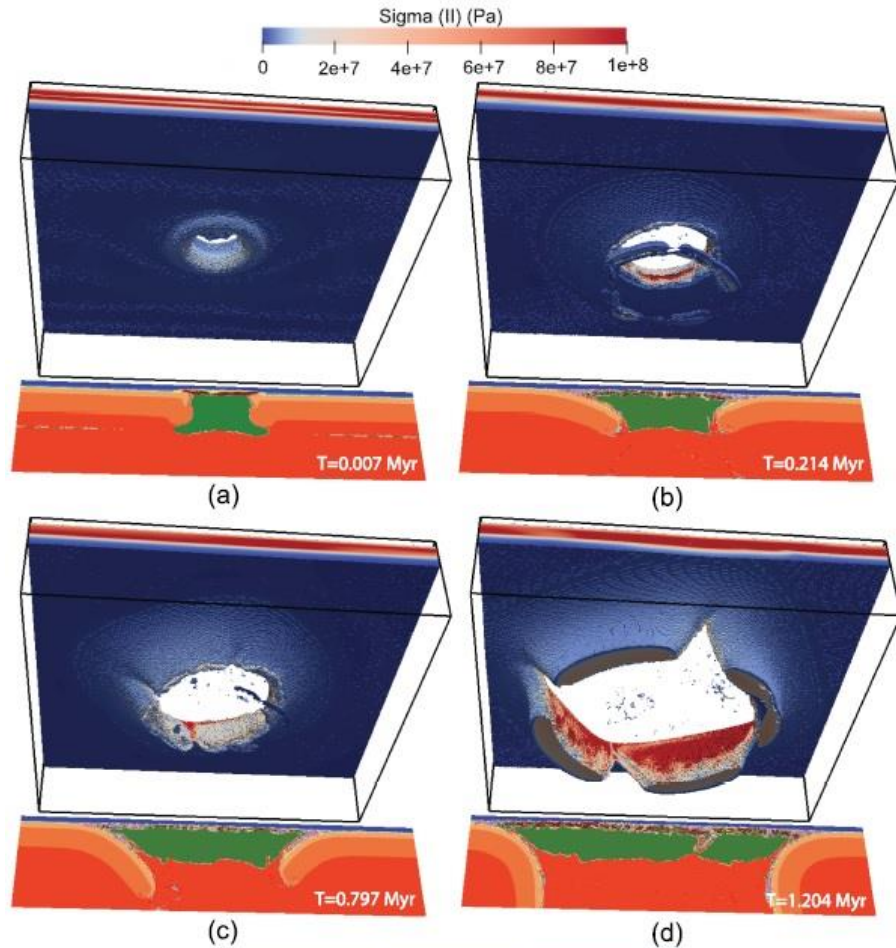 Sigma (II) (Pa)
0 2e+7 4e+7 6e+7 8e+7 1e+8
T=0.007 Myr
T=0.214 Myr
(a)
(b)
T=0.797 Myr
T=1.204 Myr
(c)
(d)